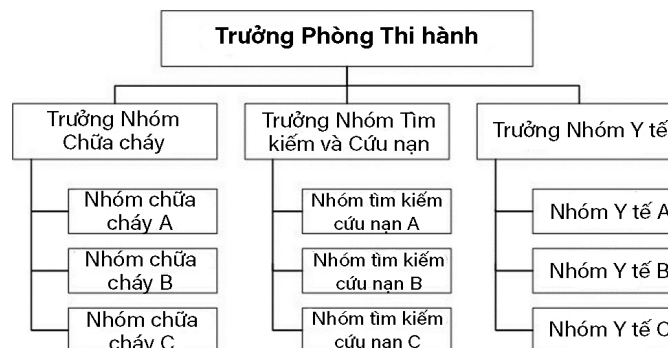 Trưởng Phòng Thi hành
Trưởng Nhóm
Chữa cháy
Trưởng Nhóm Tìm
kiếm và Cứu nạn
Trưởng Nhóm Y tế
Nhóm chữa
cháy A
Nhóm tìm kiếm
cứu nạn A
Nhóm Y tế A
Nhóm chữa
cháy B
Nhóm tìm kiếm
cứu nạn B
Nhóm Y tế B
Nhóm chữa
cháy C
Nhóm tìm kiếm
cứu nạn C
Nhóm Y tế C